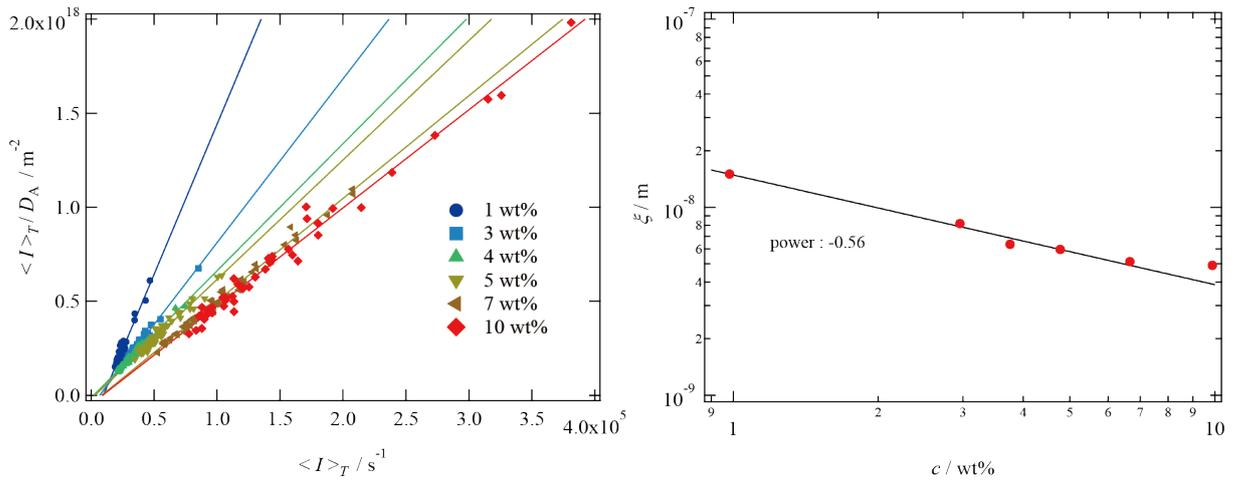 2.0x10^18
1.5
1.0
0.5
0.0
< I >_T / D_A / m^-2
1 wt%
3 wt%
4 wt%
5 wt%
7 wt%
10 wt%
0.0 0.5 1.0 1.5 2.0 2.5 3.0 3.5 4.0x10^5
< I >_T / s^-1
10^-7
8
6
4
2
10^-8
8
6
4
2
10^-9
ξ / m
power : -0.56
9 2 3 4 5 6 7 8 9
1 10
c / wt%